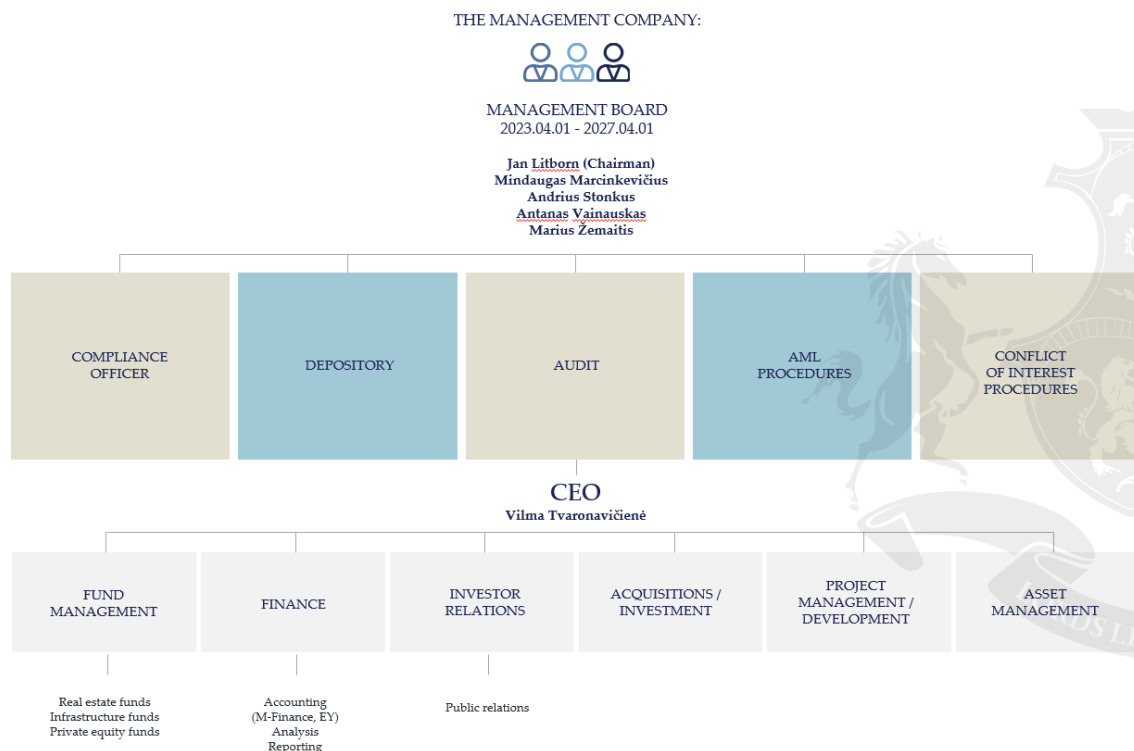 THE MANAGEMENT COMPANY:
MANAGEMENT BOARD
2023.04.01 - 2027.04.01
Jan Litborn (Chairman)
Mindaugas Marcinkevičius
Andrius Stonkus
Antanas Vainauskas
Marius Žemaitis
COMPLIANCE
OFFICER
DEPOSITORY
AUDIT
AML
PROCEDURES
CONFLICT
OF INTEREST
PROCEDURES
CEO
Vilma Tvaronavičienė
FUND
MANAGEMENT
FINANCE
INVESTOR
RELATIONS
ACQUISITIONS /
INVESTMENT
PROJECT
MANAGEMENT /
DEVELOPMENT
ASSET
MANAGEMENT
Real estate funds
Infrastructure funds
Private equity funds
Accounting
(M-Finance, EY)
Analysis
Reporting
Public relations